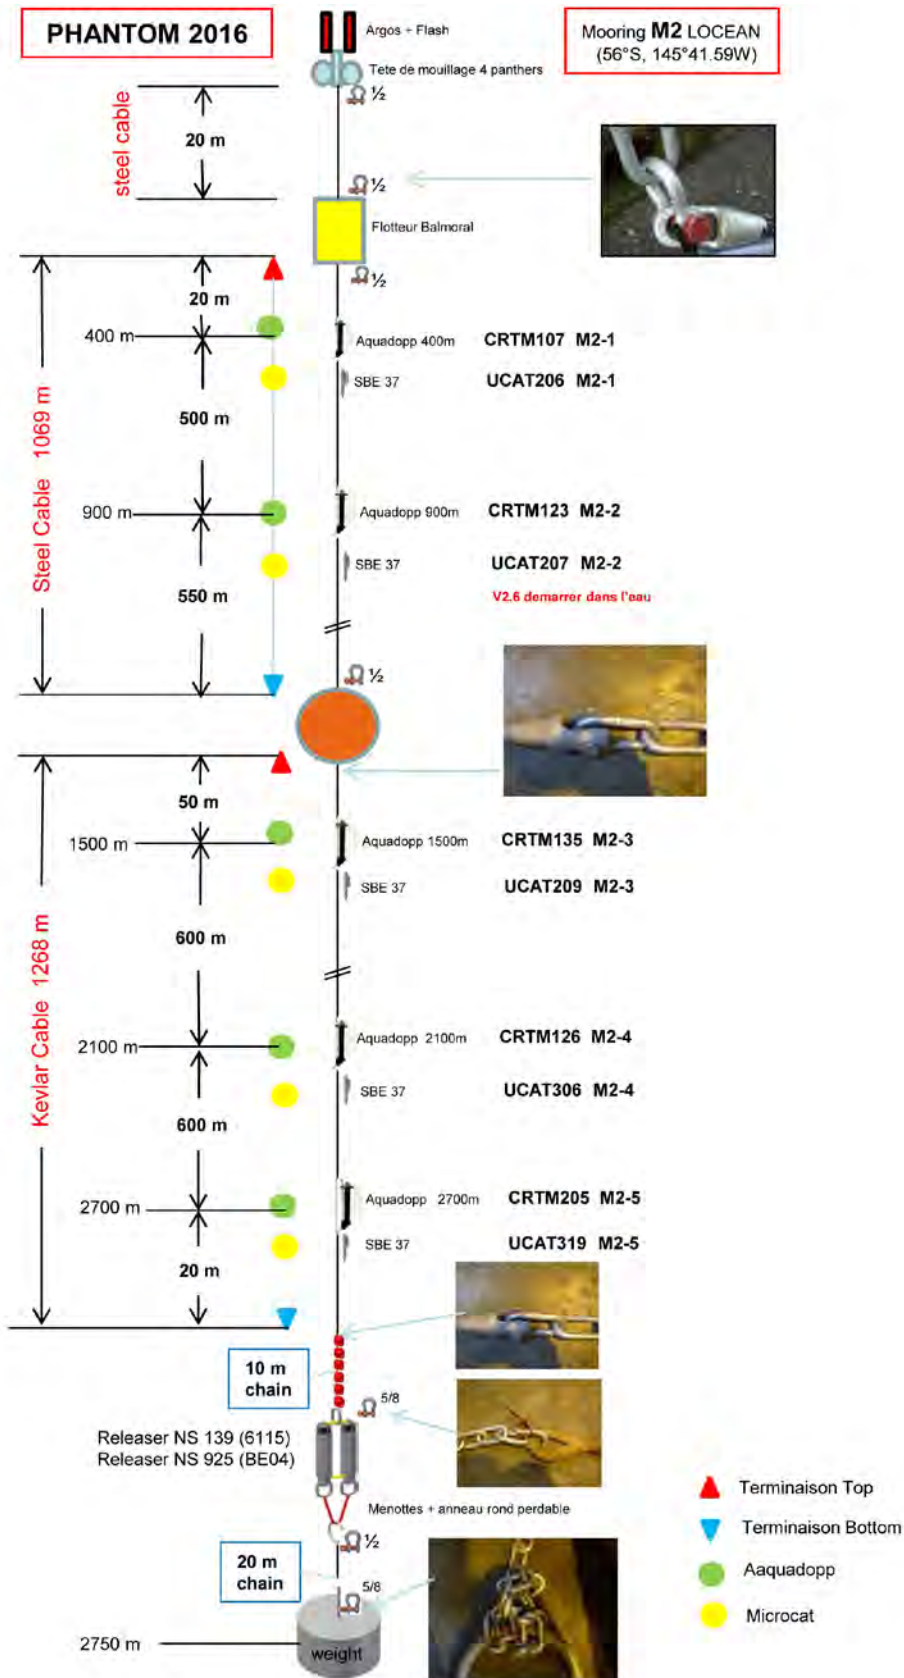 PHANTOM 2016
Argos + Flash
Mooring M2 LOCEAN
(56°S, 145°41.59W)
Tete de mouillage 4 panthers
½
steel cable
20 m
½
Flotteur Balmoral
½
20 m
400 m
Aquadopp 400m
CRTM107 M2-1
SBE 37
UCAT206 M2-1
500 m
Steel Cable 1069 m
900 m
Aquadopp 900m
CRTM123 M2-2
SBE 37
UCAT207 M2-2
550 m
V2.6 demarrer dans l'eau
½
50 m
1500 m
Aquadopp 1500m
CRTM135 M2-3
SBE 37
UCAT209 M2-3
600 m
Kevlar Cable 1268 m
2100 m
Aquadopp 2100m
CRTM126 M2-4
SBE 37
UCAT306 M2-4
600 m
2700 m
Aquadopp 2700m
CRTM205 M2-5
SBE 37
UCAT319 M2-5
20 m
10 m
chain
5/8
Releaser NS 139 (6115)
Releaser NS 925 (BE04)
Menottes + anneau rond perdable
½
20 m
chain
5/8
2750 m
weight
Terminaison Top
Terminaison Bottom
Aaquadopp
Microcat